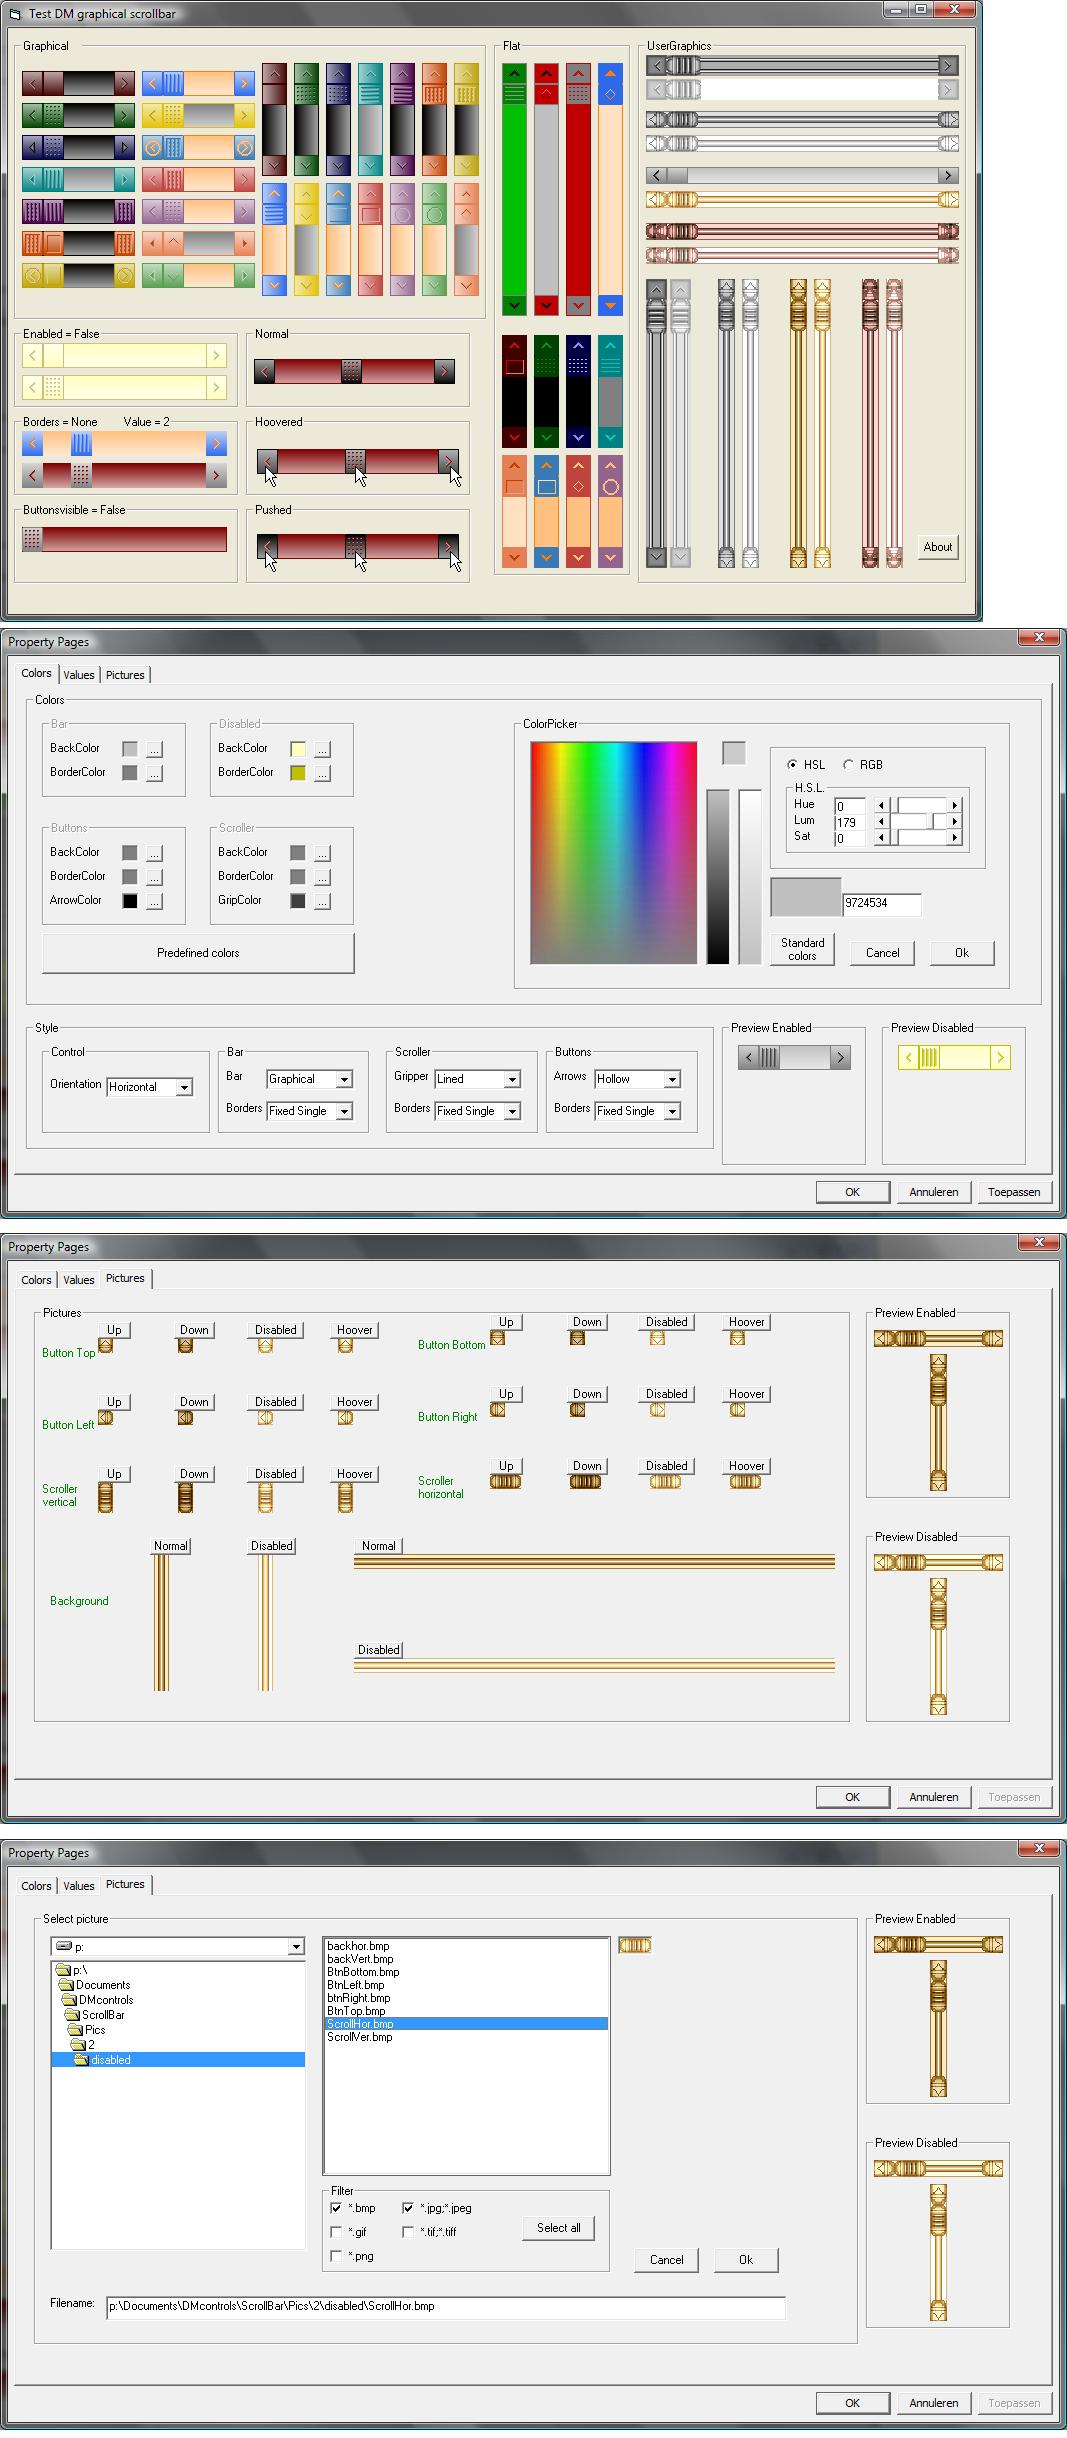 Test DM graphical scrollbar
Graphical
Flat
UserGraphics
Enabled = False
Normal
Borders = None Value = 2
Hoovered
Buttonsvisible = False
Pushed
About
Property Pages
Colors Values Pictures
Colors
Bar
BackColor ...
BorderColor ...
Disabled
BackColor ...
BorderColor ...
Buttons
BackColor ...
BorderColor ...
ArrowColor ...
Scroller
BackColor ...
BorderColor ...
GripColor ...
Predefined colors
ColorPicker
HSL RGB
H.S.L.
Hue 0
Lum 179
Sat 0
9724534
Standard colors
Cancel
Ok
Style
Control
Orientation Horizontal
Bar
Bar Graphical
Borders Fixed Single
Scroller
Gripper Lined
Borders Fixed Single
Buttons
Arrows Hollow
Borders Fixed Single
Preview Enabled
Preview Disabled
OK Annuleren Toepassen
Property Pages
Colors Values Pictures
Pictures
Button Top Up Down Disabled Hoover
Button Bottom Up Down Disabled Hoover
Button Left Up Down Disabled Hoover
Button Right Up Down Disabled Hoover
Scroller vertical Up Down Disabled Hoover
Scroller horizontal Up Down Disabled Hoover
Background
Normal Disabled
Normal
Disabled
Preview Enabled
Preview Disabled
OK Annuleren Toepassen
Property Pages
Colors Values Pictures
Select picture
p:
p:\
Documents
DMcontrols
ScrollBar
Pics
2
disabled
backhor.bmp
backVert.bmp
BtnBottom.bmp
BtnLeft.bmp
btnRight.bmp
BtnTop.bmp
ScrollHor.bmp
ScrollVer.bmp
Filter
*.bmp *.jpg;*.jpeg
*.gif *.tif;*.tiff
*.png
Select all
Cancel Ok
Filename: p:\Documents\DMcontrols\ScrollBar\Pics\2\disabled\ScrollHor.bmp
Preview Enabled
Preview Disabled
OK Annuleren Toepassen